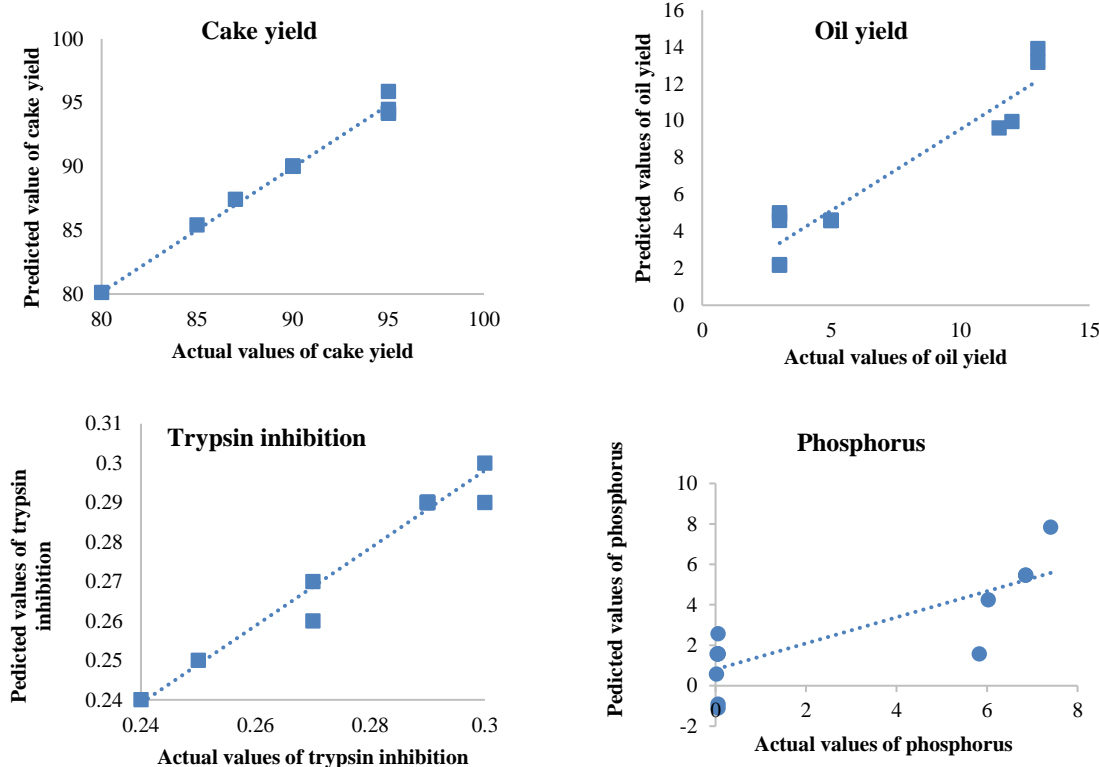 Cake yield
Predicted value of cake yield
100
95
90
85
80
80 85 90 95 100
Actual values of cake yield
Oil yield
Predicted values of oil yield
16
14
12
10
8
6
4
2
0
0 5 10 15
Actual values of oil yield
Trypsin inhibition
Pedicted values of trypsin
inhibition
0.31
0.3
0.29
0.28
0.27
0.26
0.25
0.24
0.24 0.26 0.28 0.3
Actual values of trypsin inhibition
Phosphorus
Pedicted values of phosphorus
10
8
6
4
2
0
-2
0 2 4 6 8
Actual values of phosphorus